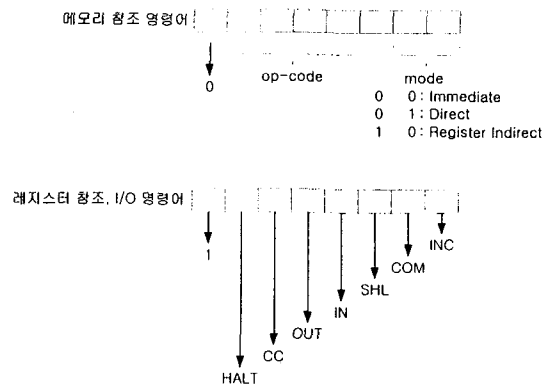 메모리 참조 명령어
0
op-code
mode
0 0: Immediate
0 1: Direct
1 0: Register Indirect
레지스터 참조, I/O 명령어
1
INC
COM
SHL
IN
OUT
CC
HALT